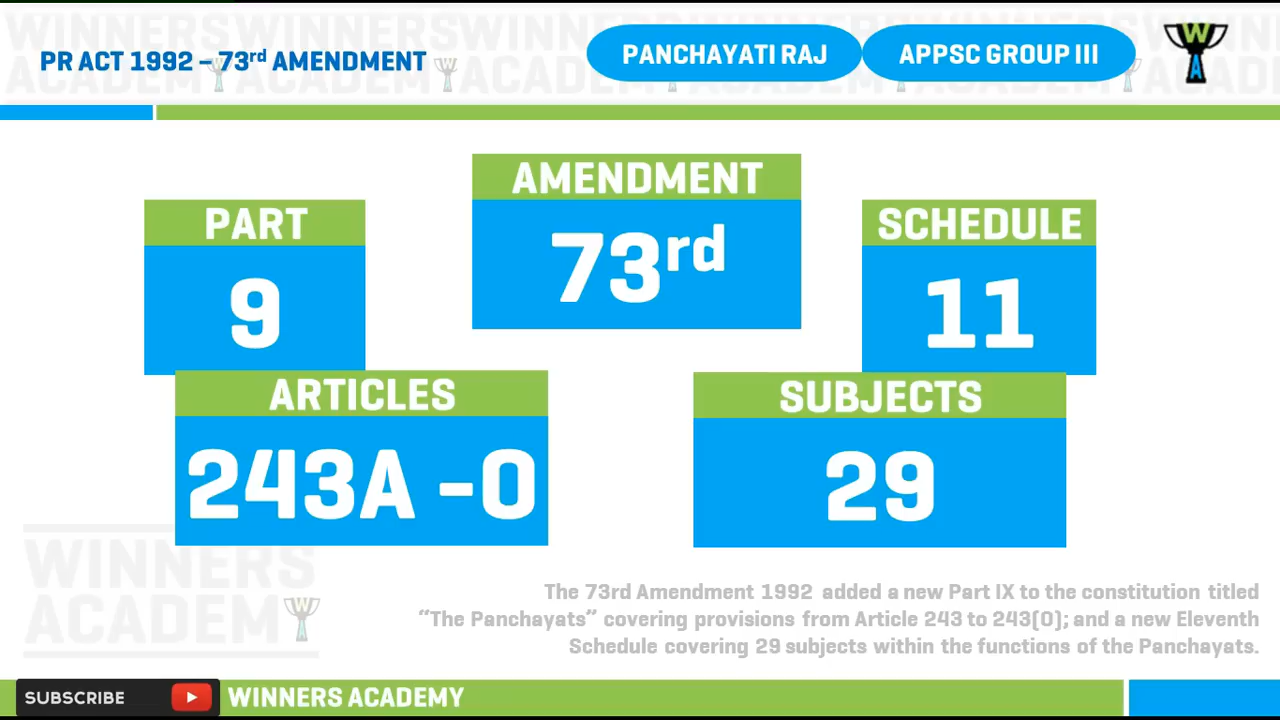 PR ACT 1992 – 73rd AMENDMENT
PANCHAYATI RAJ
APPSC GROUP III
AMENDMENT
73rd
PART
9
SCHEDULE
11
ARTICLES
243A -O
SUBJECTS
29
WINNERS
ACADEMY
The 73rd Amendment 1992 added a new Part IX to the constitution titled
“The Panchayats” covering provisions from Article 243 to 243(O); and a new Eleventh
Schedule covering 29 subjects within the functions of the Panchayats.
SUBSCRIBE
WINNERS ACADEMY